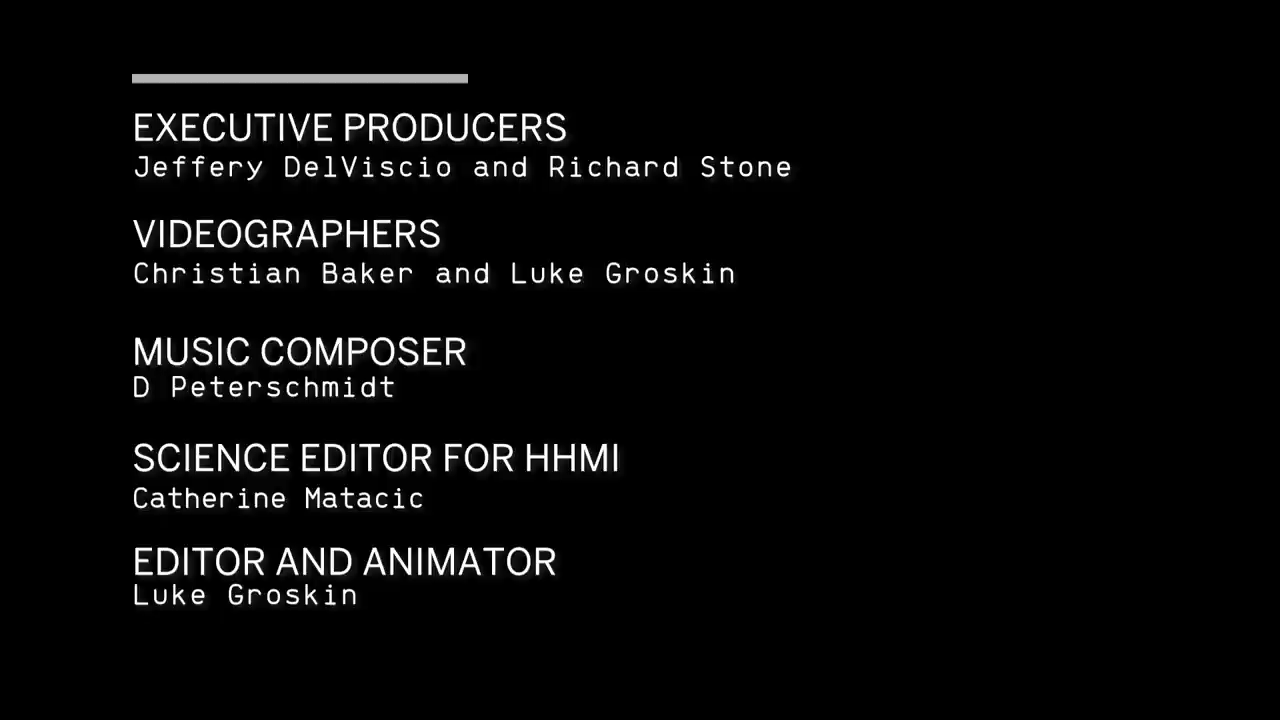 EXECUTIVE PRODUCERS
Jeffery DelViscio and Richard Stone
VIDEOGRAPHERS
Christian Baker and Luke Groskin
MUSIC COMPOSER
D Peterschmidt
SCIENCE EDITOR FOR HHMI
Catherine Matacic
EDITOR AND ANIMATOR
Luke Groskin